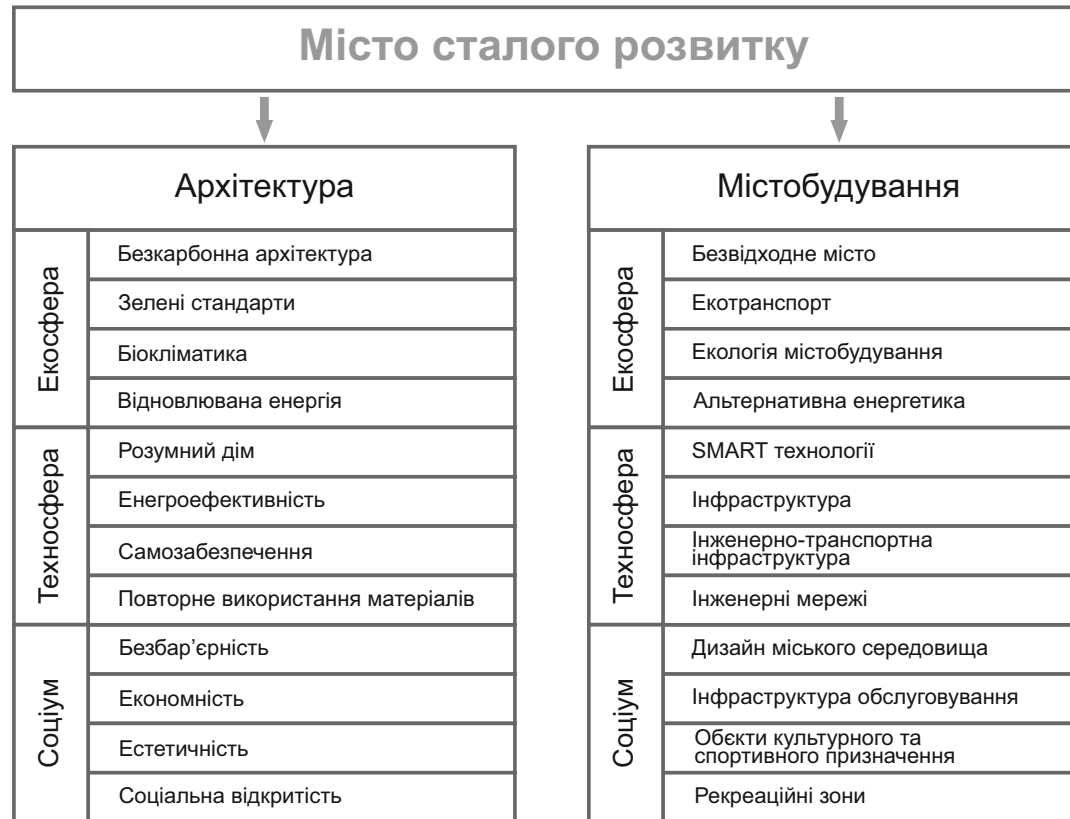 Місто сталого розвитку
Архітектура
Екосфера
Безкарбонна архітектура
Зелені стандарти
Біокліматика
Відновлювана енергія
Техносфера
Розумний дім
Енегроефективність
Самозабезпечення
Повторне використання матеріалів
Соціум
Безбар’єрність
Економність
Естетичність
Соціальна відкритість
Містобудування
Екосфера
Безвідходне місто
Екотранспорт
Екологія містобудування
Альтернативна енергетика
Техносфера
SMART технології
Інфраструктура
Інженерно-транспортна
інфраструктура
Інженерні мережі
Соціум
Дизайн міського середовища
Інфраструктура обслуговування
Обєкти культурного та
спортивного призначення
Рекреаційні зони